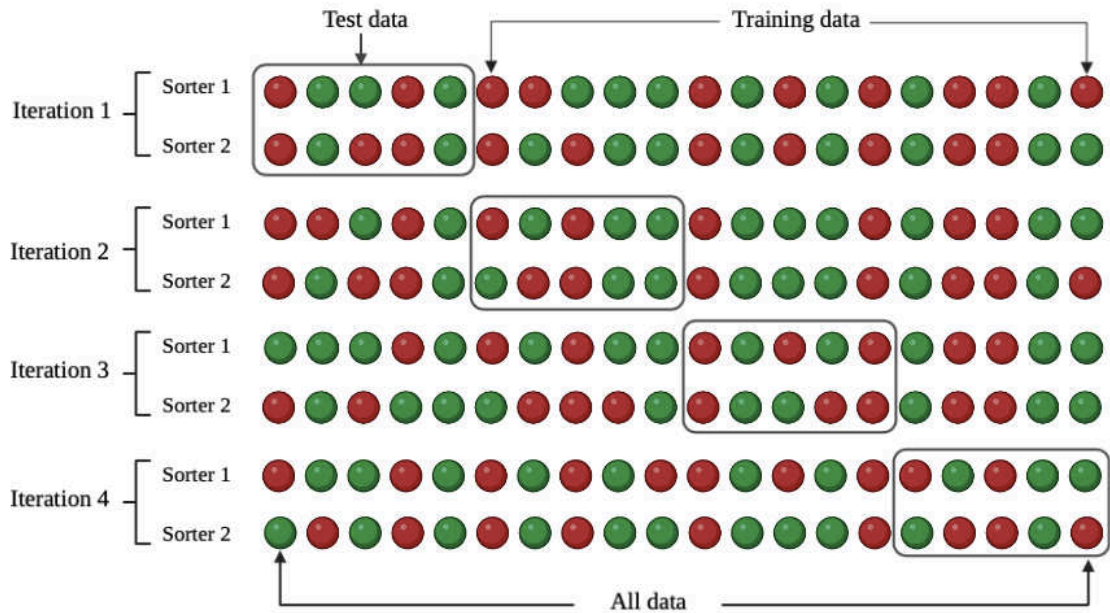 Test data
Training data
Iteration 1
Sorter 1
Sorter 2
Iteration 2
Sorter 1
Sorter 2
Iteration 3
Sorter 1
Sorter 2
Iteration 4
Sorter 1
Sorter 2
All data